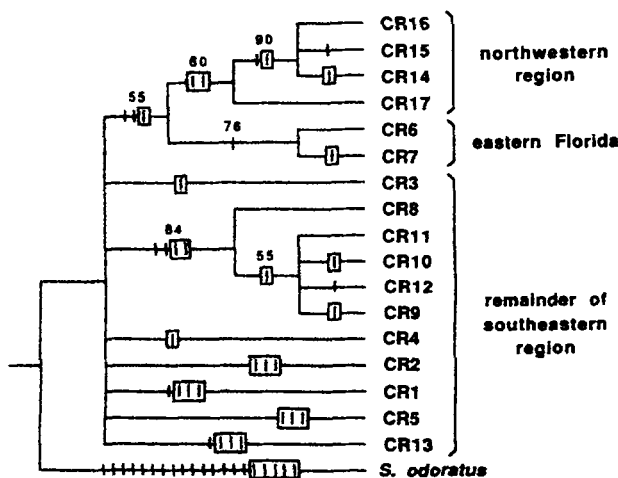 CR16
90
CR15
60
CR14
northwestern
region
CR17
55
76
CR6
CR7
eastern Florida
CR3
CR8
84
CR11
55
CR10
CR12
CR9
CR4
remainder of
southeastern
region
CR2
CR1
CR5
CR13
S. odoratus